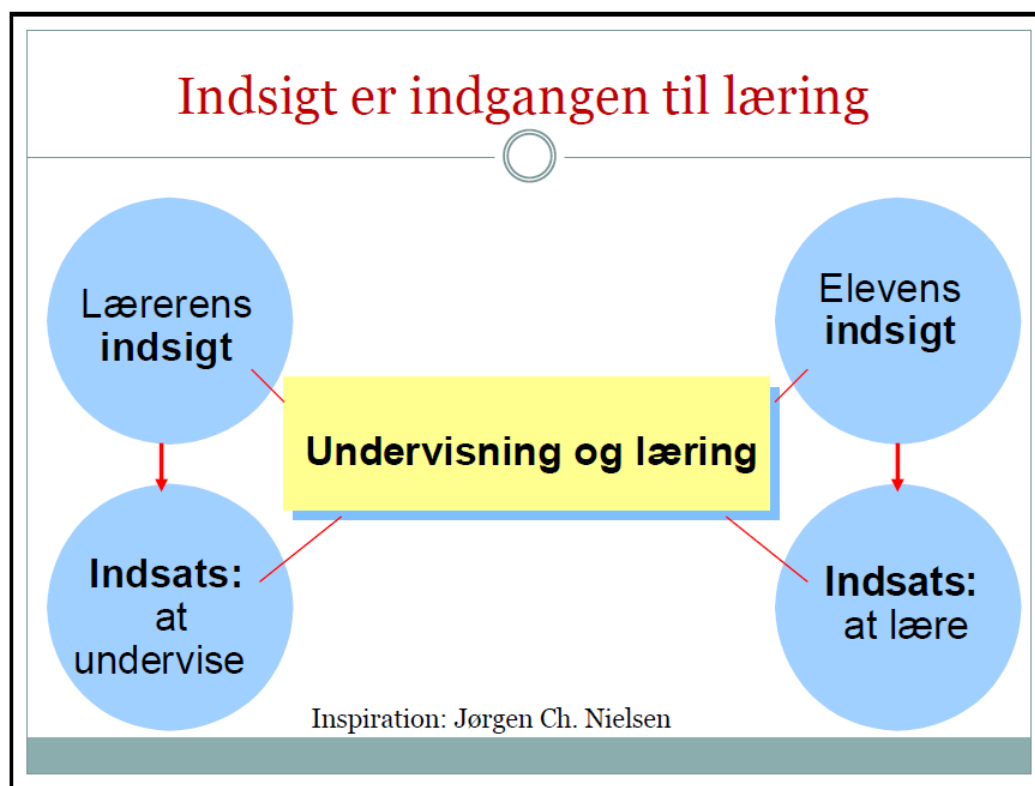 Indsigt er indgangen til læring
Lærerens
indsigt
Elevens
indsigt
Undervisning og læring
Indsats:
at
undervise
Indsats:
at lære
Inspiration: Jørgen Ch. Nielsen